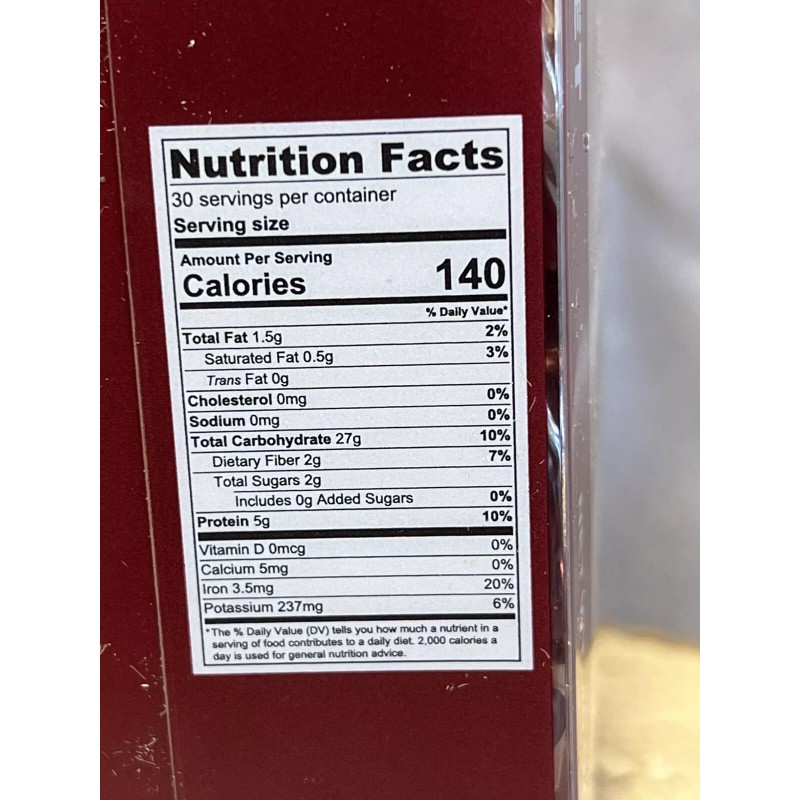 Nutrition Facts
30 servings per container
Serving size
Amount Per Serving
Calories 140
% Daily Value*
Total Fat 1.5g 2%
Saturated Fat 0.5g 3%
Trans Fat 0g
Cholesterol 0mg 0%
Sodium 0mg 0%
Total Carbohydrate 27g 10%
Dietary Fiber 2g 7%
Total Sugars 2g
Includes 0g Added Sugars 0%
Protein 5g 10%
Vitamin D 0mcg 0%
Calcium 5mg 0%
Iron 3.5mg 20%
Potassium 237mg 6%
*The % Daily Value (DV) tells you how much a nutrient in a
serving of food contributes to a daily diet. 2,000 calories a
day is used for general nutrition advice.